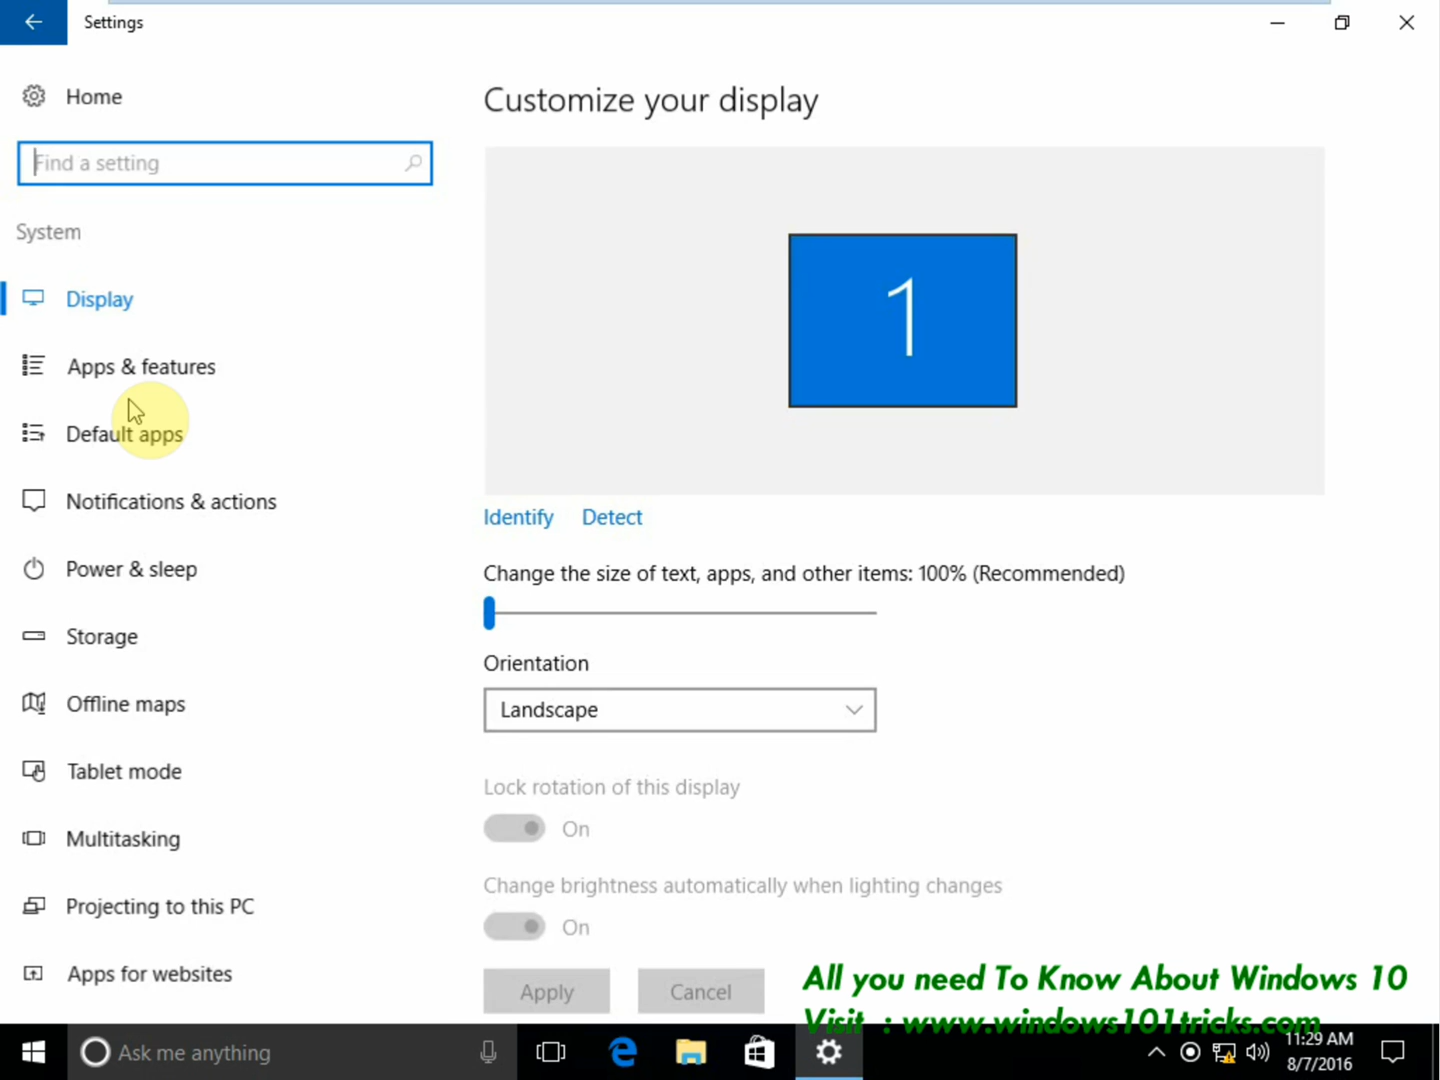 Settings
Home
Find a setting
System
Display
Apps & features
Default apps
Notifications & actions
Power & sleep
Storage
Offline maps
Tablet mode
Multitasking
Projecting to this PC
Apps for websites
Customize your display
1
Identify Detect
Change the size of text, apps, and other items: 100% (Recommended)
Orientation
Landscape
Lock rotation of this display
On
Change brightness automatically when lighting changes
On
Apply Cancel
All you need To Know About Windows 10
Visit : www.windows101tricks.com
Ask me anything
11:29 AM
8/7/2016